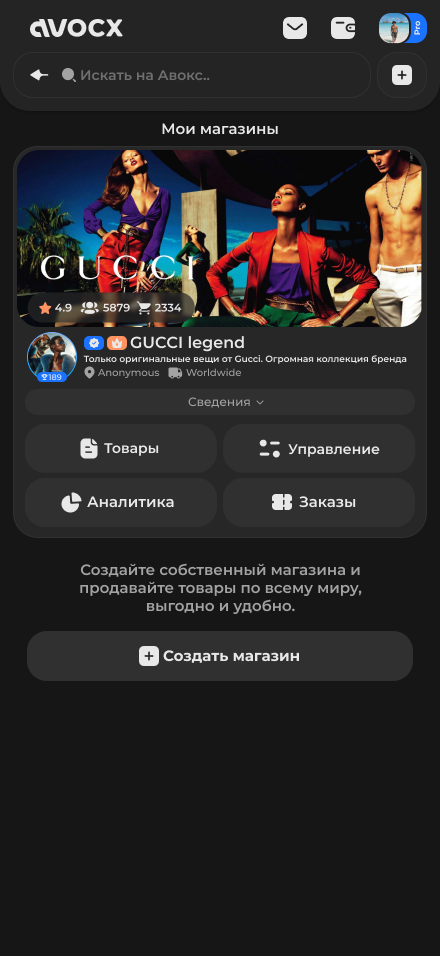 AVOCX
Pro
Искать на Авокс..
Мои магазины
GUCCI
4.9 5879 2334
GUCCI legend
Только оригинальные вещи от Gucci. Огромная коллекция бренда
189
Anonymous Worldwide
Сведения
Товары Управление
Аналитика Заказы
Создайте собственный магазина и
продавайте товары по всему миру,
выгодно и удобно.
Создать магазин